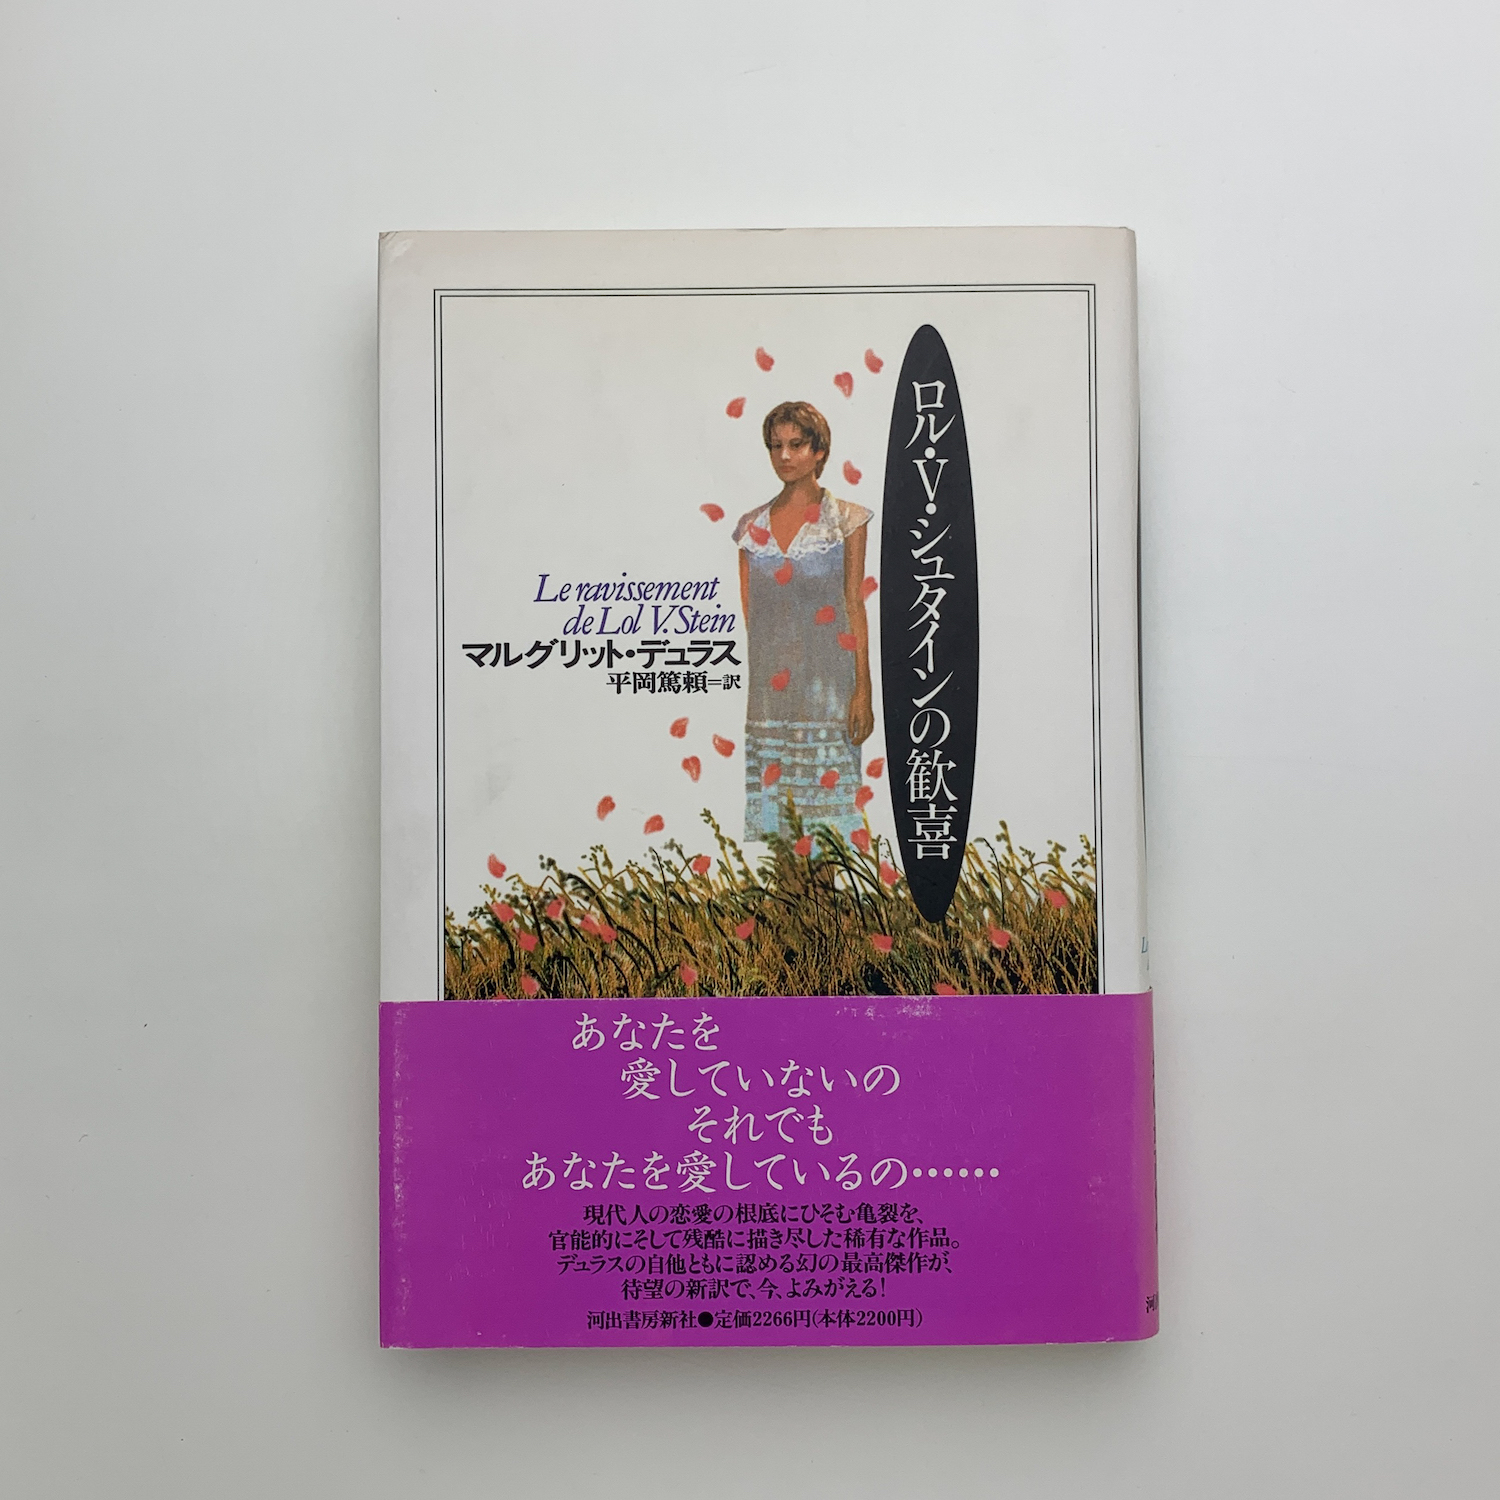 ロル・V・シュタインの歓喜
Le ravissement
de Lol V. Stein
マルグリット・デュラス
平岡篤頼=訳
あなたを
愛していないの
それでも
あなたを愛しているの……
現代人の恋愛の根底にひそむ亀裂を、
官能的にそして残酷に描き尽した稀有な作品。
デュラスの自他ともに認める幻の最高傑作が、
待望の新訳で、今、よみがえる!
河出書房新社●定価2266円(本体2200円)